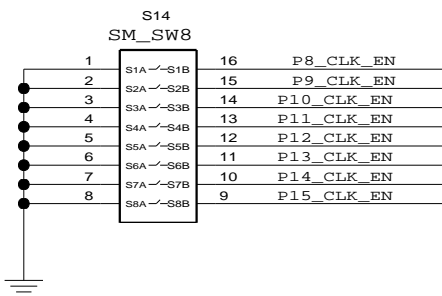 S14
SM_SW8
1 S1A S1B 16 P8_CLK_EN
2 S2A S2B 15 P9_CLK_EN
3 S3A S3B 14 P10_CLK_EN
4 S4A S4B 13 P11_CLK_EN
5 S5A S5B 12 P12_CLK_EN
6 S6A S6B 11 P13_CLK_EN
7 S7A S7B 10 P14_CLK_EN
8 S8A S8B 9 P15_CLK_EN